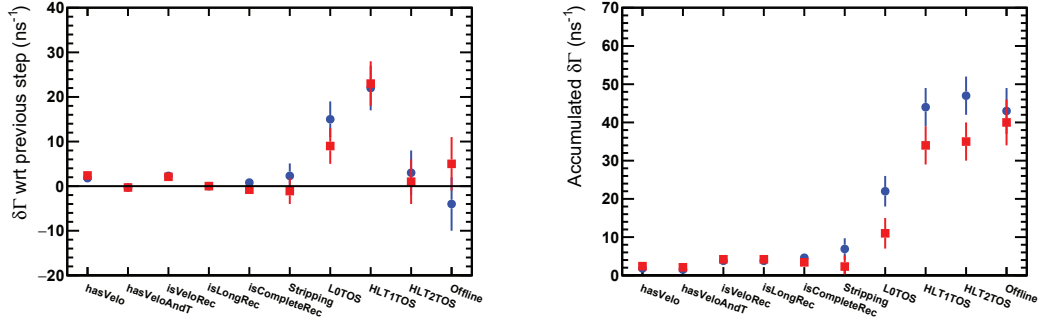 δΓ wrt previous step (ns⁻¹)
40
30
20
10
0
−10
−20
hasVelo
hasVeloAndT
isVeloRec
isLongRec
isCompleteRec
Stripping
L0TOS
HLT1TOS
HLT2TOS
Offline
Accumulated δΓ (ns⁻¹)
70
60
50
40
30
20
10
0
hasVelo
hasVeloAndT
isVeloRec
isLongRec
isCompleteRec
Stripping
L0TOS
HLT1TOS
HLT2TOS
Offline